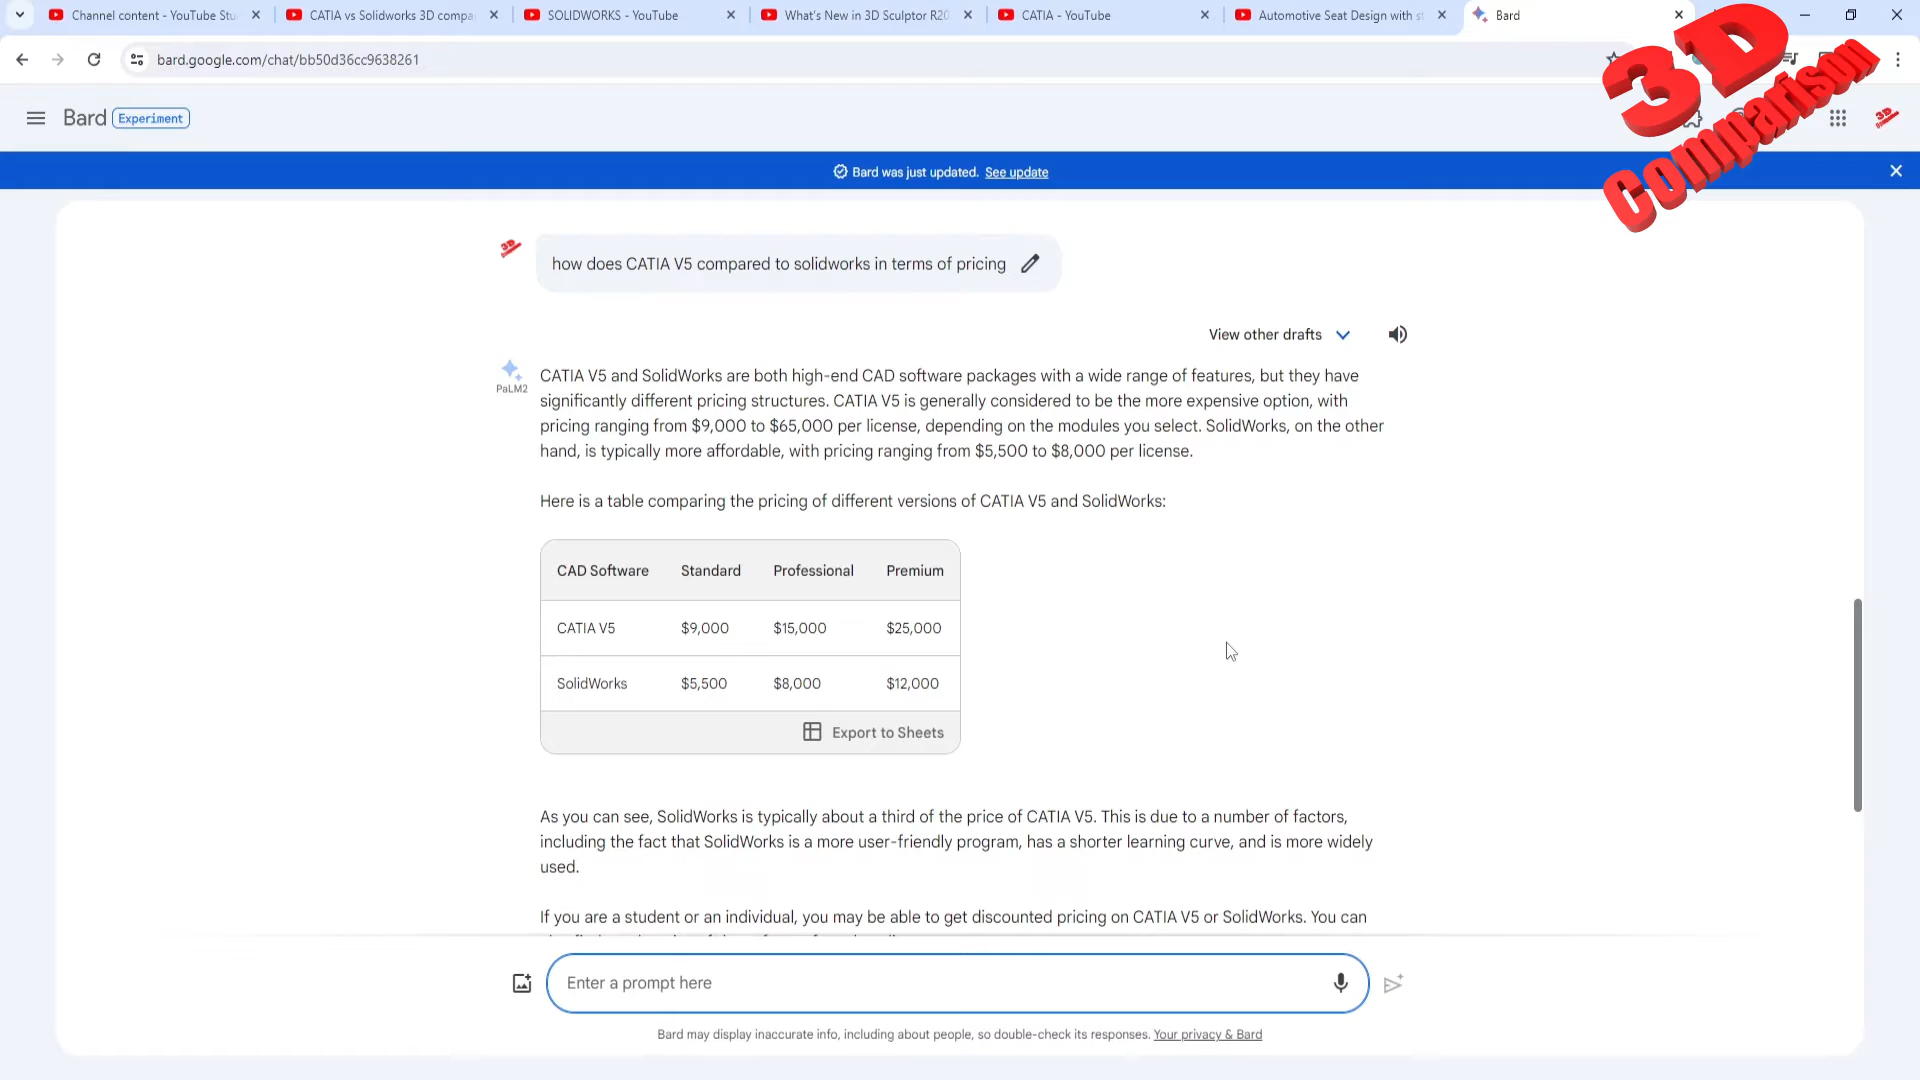 Channel content - YouTube Stu
CATIA vs Solidworks 3D compa
SOLIDWORKS - YouTube
What's New in 3D Sculptor R20
CATIA - YouTube
Automotive Seat Design with st
Bard
bard.google.com/chat/bb50d36cc9638261
3D
Comparison
Bard Experiment
Bard was just updated. See update
how does CATIA V5 compared to solidworks in terms of pricing
View other drafts
PaLM2
CATIA V5 and SolidWorks are both high-end CAD software packages with a wide range of features, but they have
significantly different pricing structures. CATIA V5 is generally considered to be the more expensive option, with
pricing ranging from $9,000 to $65,000 per license, depending on the modules you select. SolidWorks, on the other
hand, is typically more affordable, with pricing ranging from $5,500 to $8,000 per license.
Here is a table comparing the pricing of different versions of CATIA V5 and SolidWorks:
CAD Software Standard Professional Premium
CATIA V5 $9,000 $15,000 $25,000
SolidWorks $5,500 $8,000 $12,000
Export to Sheets
As you can see, SolidWorks is typically about a third of the price of CATIA V5. This is due to a number of factors,
including the fact that SolidWorks is a more user-friendly program, has a shorter learning curve, and is more widely
used.
If you are a student or an individual, you may be able to get discounted pricing on CATIA V5 or SolidWorks. You can
Enter a prompt here
Bard may display inaccurate info, including about people, so double-check its responses. Your privacy & Bard